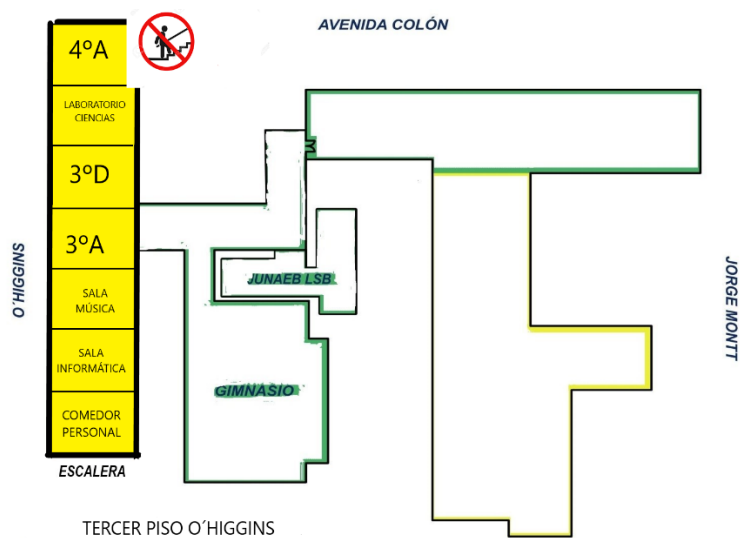 AVENIDA COLÓN
4ºA
LABORATORIO
CIENCIAS
3ºD
3ºA
SALA
MÚSICA
SALA
INFORMÁTICA
COMEDOR
PERSONAL
ESCALERA
O´HIGGINS
JUNAEB LSB
GIMNASIO
JORGE MONTT
TERCER PISO O´HIGGINS